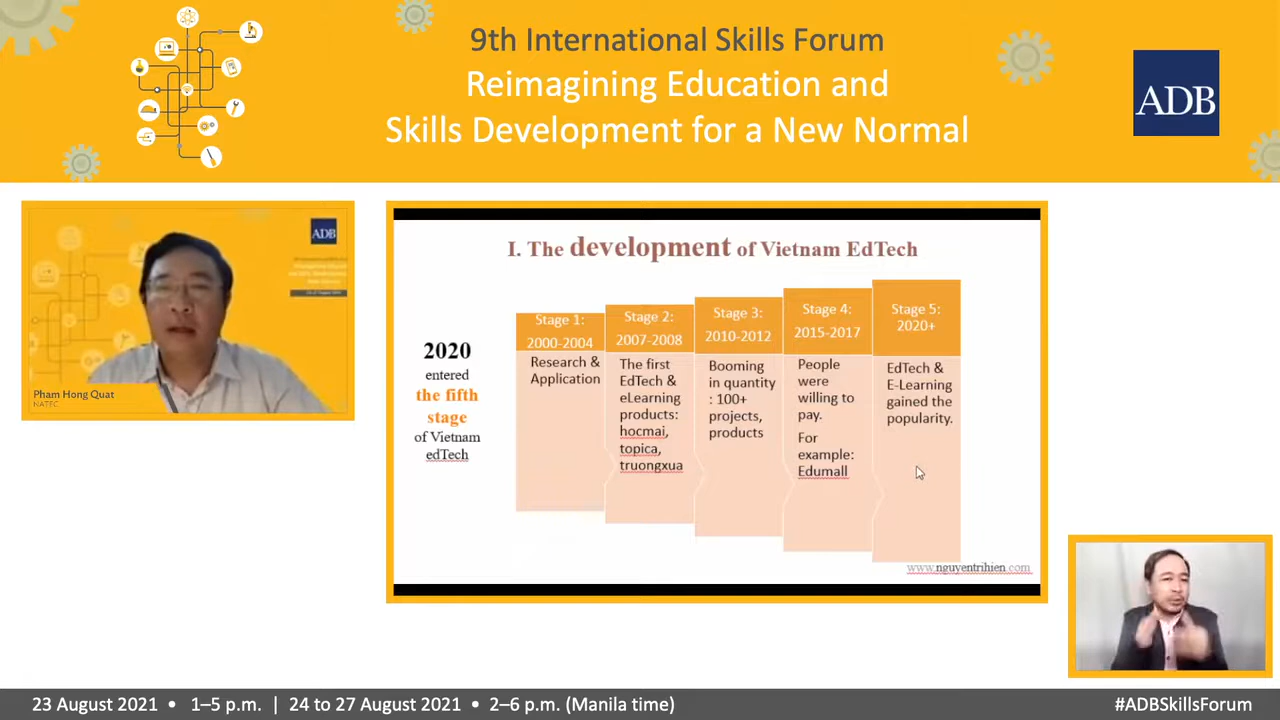 9th International Skills Forum
Reimagining Education and
Skills Development for a New Normal
ADB
ADB
Pham Hong Quat
NATEC
I. The development of Vietnam EdTech
2020
entered
the fifth
stage
of Vietnam
edTech
Stage 1:
2000-2004
Research &
Application
Stage 2:
2007-2008
The first
EdTech &
eLearning
products:
hocmai,
topica,
truongxua
Stage 3:
2010-2012
Booming
in quantity
: 100+
projects,
products
Stage 4:
2015-2017
People
were
willing to
pay.
For
example:
Edumall
Stage 5:
2020+
EdTech &
E-Learning
gained the
popularity.
www.nguyentrihien.com
23 August 2021 • 1–5 p.m. | 24 to 27 August 2021 • 2–6 p.m. (Manila time)
#ADBSkillsForum